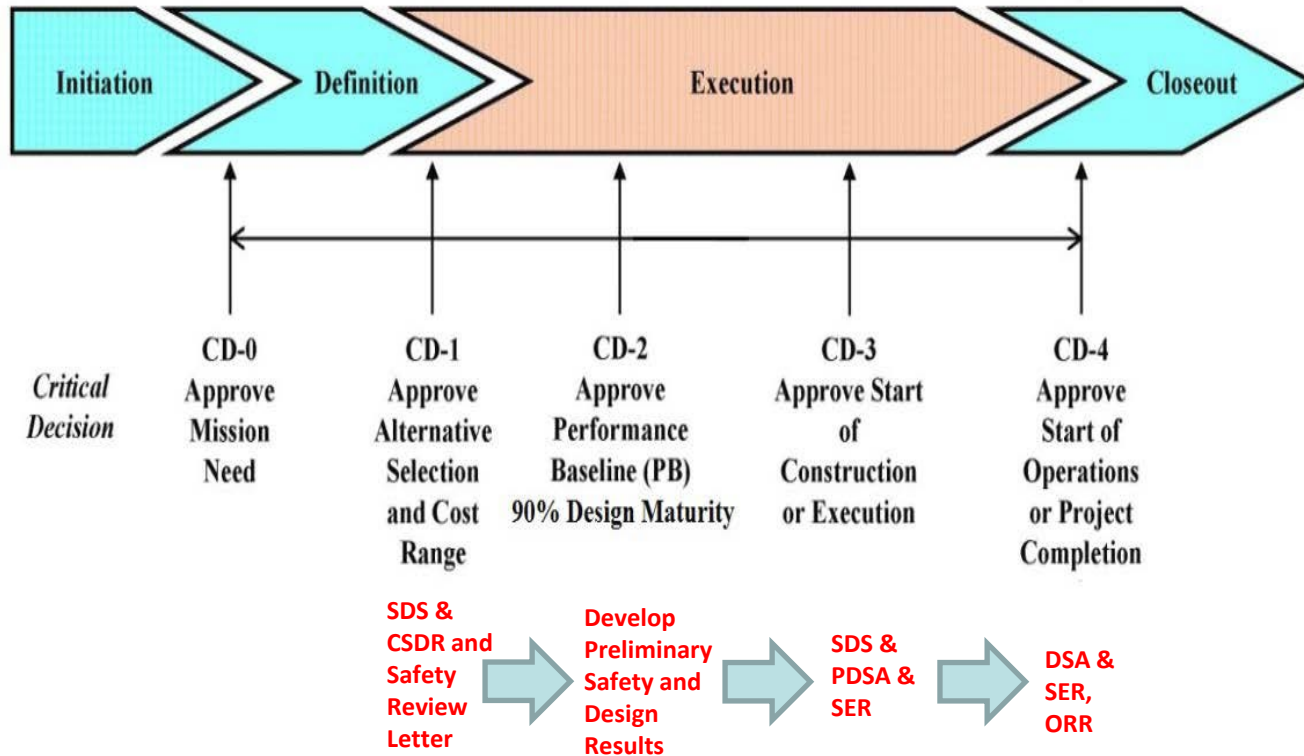 Initiation
Definition
Execution
Closeout
Critical
Decision
CD-0
Approve
Mission
Need
CD-1
Approve
Alternative
Selection
and Cost
Range
CD-2
Approve
Performance
Baseline (PB)
90% Design Maturity
CD-3
Approve Start
of
Construction
or Execution
CD-4
Approve
Start of
Operations
or Project
Completion
SDS &
CSDR and
Safety
Review
Letter
Develop
Preliminary
Safety and
Design
Results
SDS &
PDSA &
SER
DSA &
SER,
ORR